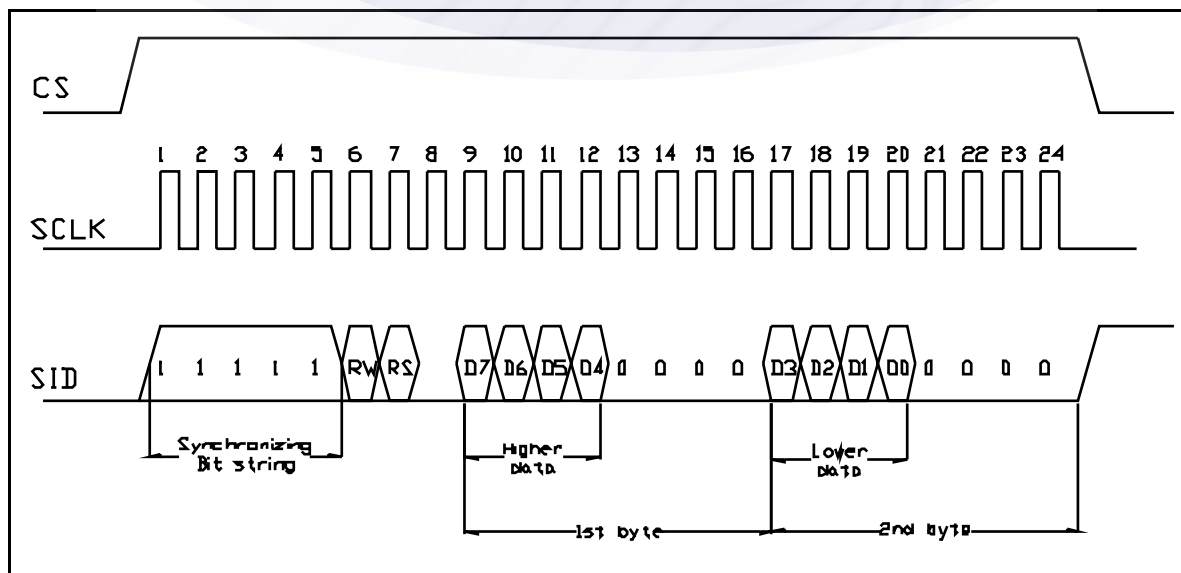 CS
1 2 3 4 5 6 7 8 9 10 11 12 13 14 15 16 17 18 19 20 21 22 23 24
SCLK
SID 1 1 1 1 1 RW RS D7 D6 D5 D4 0 0 0 0 D3 D2 D1 D0 0 0 0 0
Synchronizing
Bit string
Higher
data
Lower
data
1st byte
2nd byte